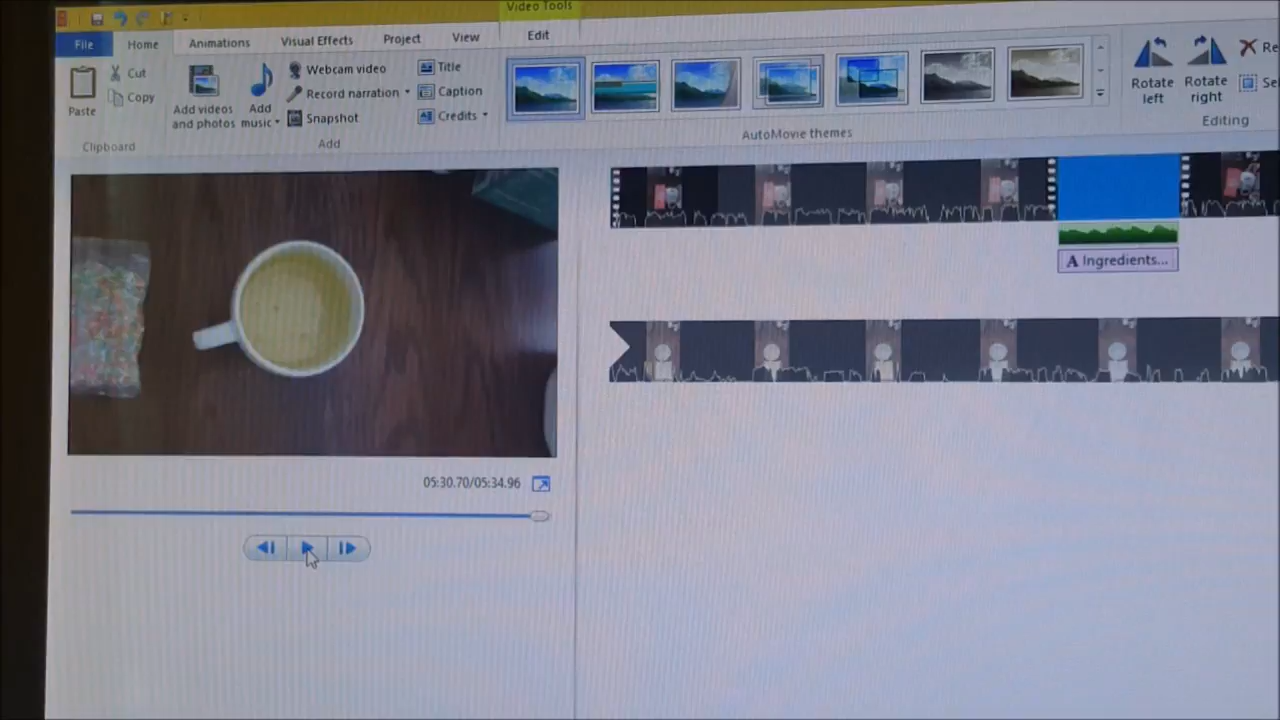 Video Tools
File Home Animations Visual Effects Project View Edit
Paste
Cut
Copy
Clipboard
Add videos
and photos
Add
music
Webcam video
Record narration
Snapshot
Title
Caption
Credits
Add
AutoMovie themes
Rotate
left
Rotate
right
Re
Se
Editing
A Ingredients...
05:30.70/05:34.96